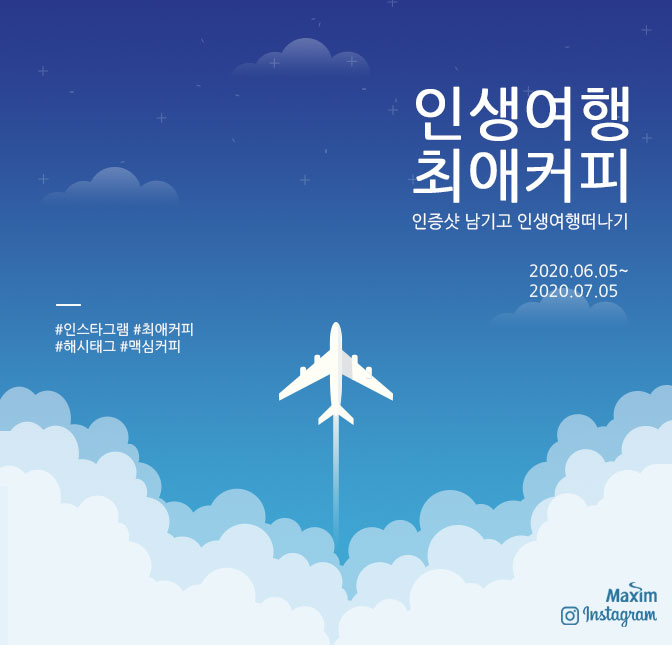 인생여행
최애커피
인증샷 남기고 인생여행떠나기
2020.06.05~
2020.07.05
#인스타그램 #최애커피
#해시태그 #맥심커피
Maxim
Instagram